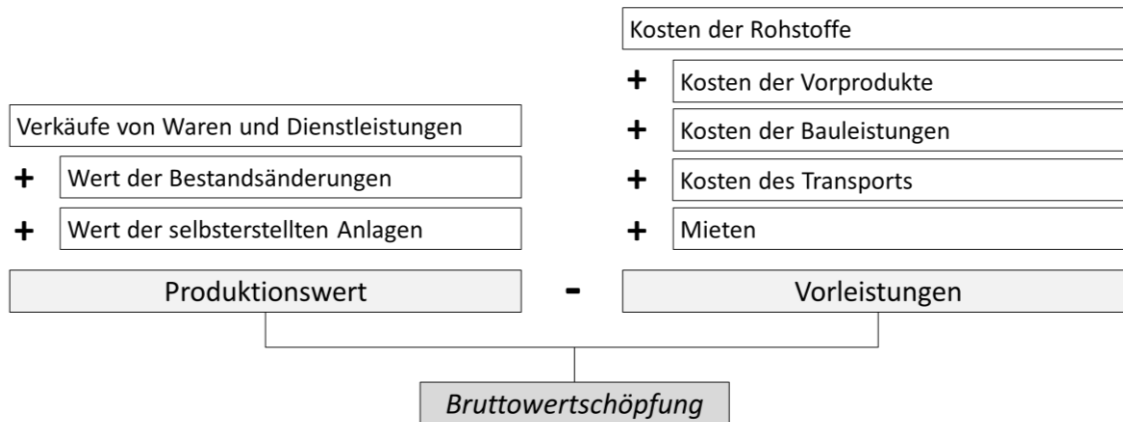 Verkäufe von Waren und Dienstleistungen
+ Wert der Bestandsänderungen
+ Wert der selbsterstellten Anlagen
Produktionswert
-
Kosten der Rohstoffe
+ Kosten der Vorprodukte
+ Kosten der Bauleistungen
+ Kosten des Transports
+ Mieten
Vorleistungen
Bruttowertschöpfung